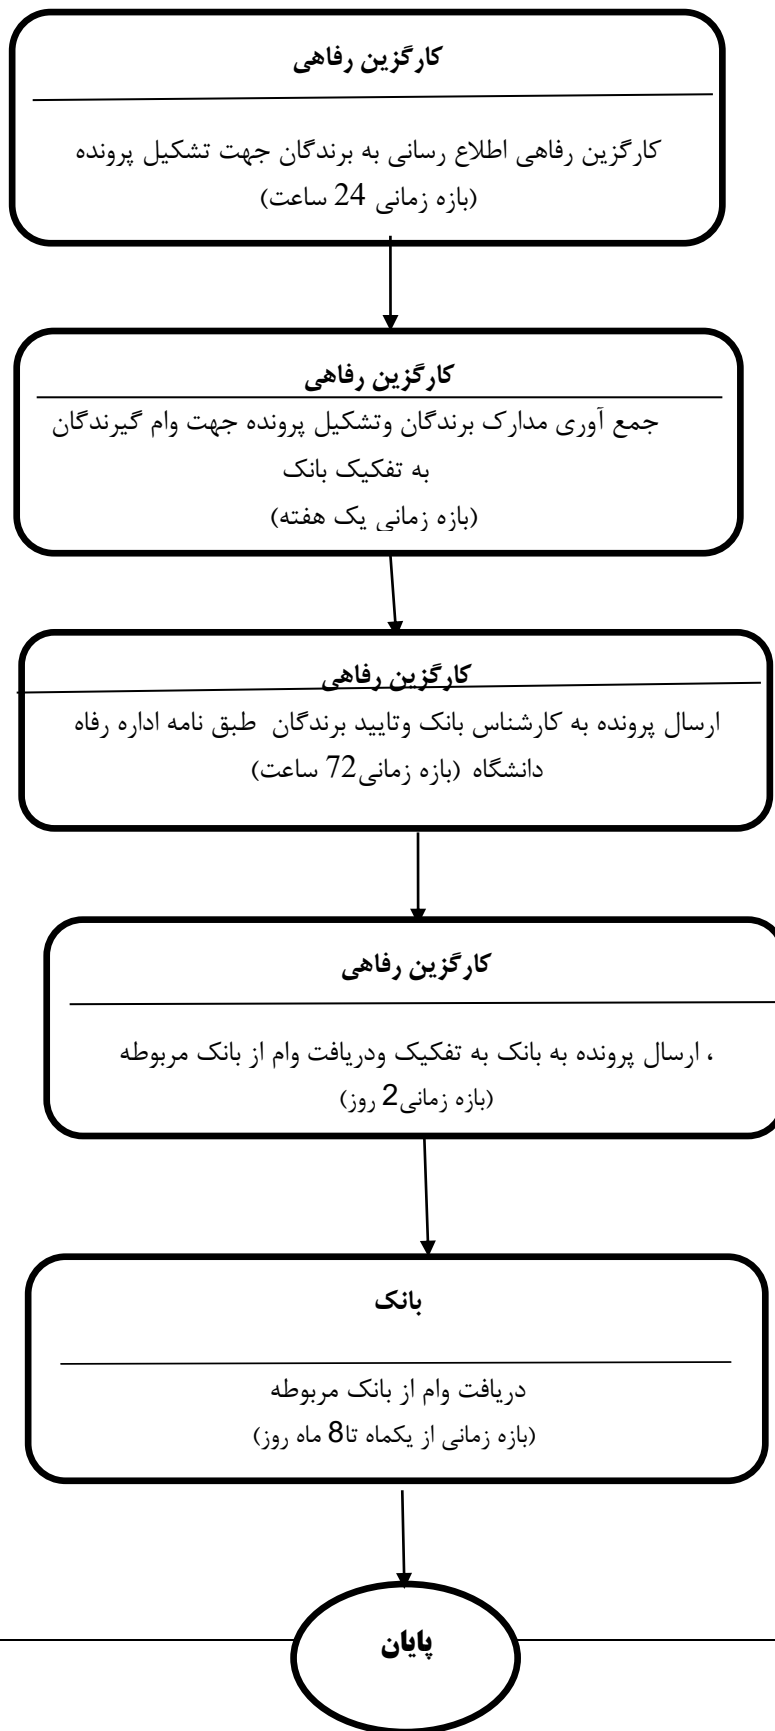 کارگزین رفاهی
کارگزین رفاهی اطلاع رسانی به برندگان جهت تشکیل پرونده
(بازه زمانی 24 ساعت)
کارگزین رفاهی
جمع آوری مدارک برندگان وتشکیل پرونده جهت وام گیرندگان
به تفکیک بانک
(بازه زمانی یک هفته)
کارگزین رفاهی
ارسال پرونده به کارشناس بانک وتایید برندگان  طبق نامه اداره رفاه
دانشگاه (بازه زمانی72 ساعت)
کارگزین رفاهی
، ارسال پرونده به بانک به تفکیک ودریافت وام از بانک مربوطه
(بازه زمانی2 روز)
بانک
دریافت وام از بانک مربوطه
(بازه زمانی از یکماه تا8 ماه روز)
پایان